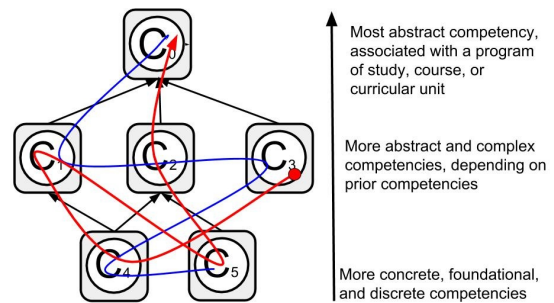 C0
Most abstract competency,
associated with a program
of study, course, or
curricular unit
C1
C2
C3
More abstract and complex
competencies, depending on
prior competencies
C4
C5
More concrete, foundational,
and discrete competencies